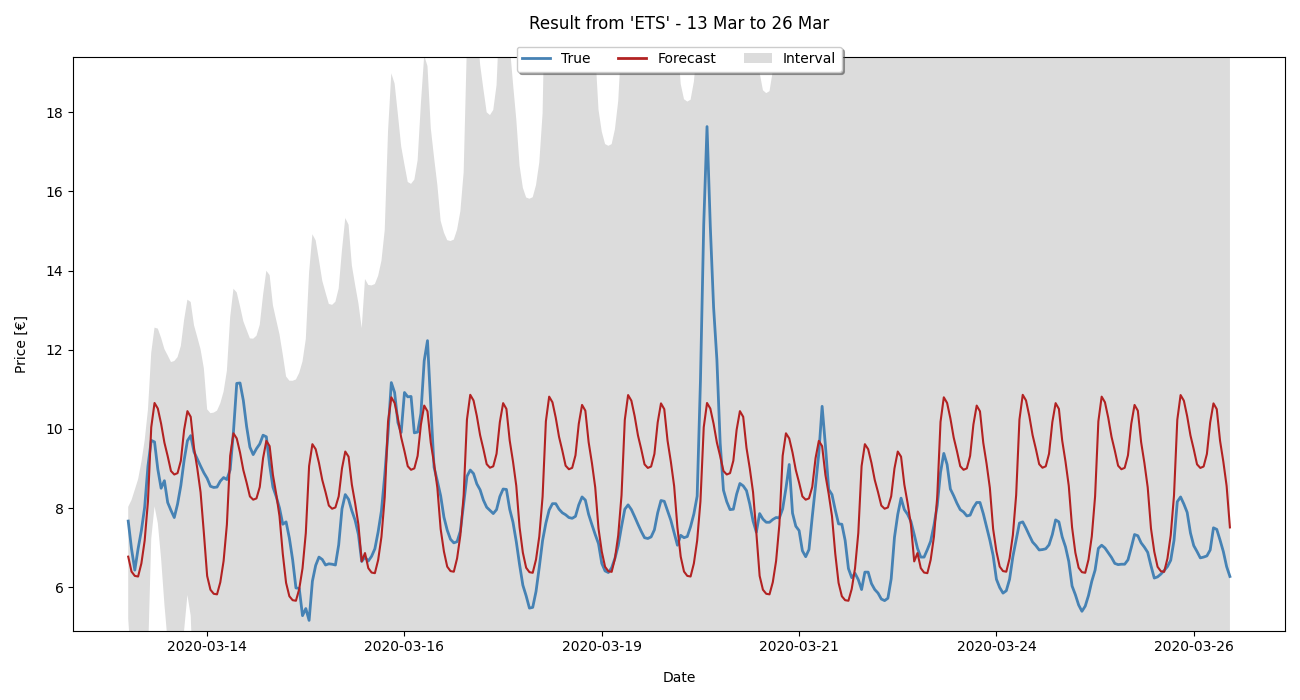 Result from 'ETS' - 13 Mar to 26 Mar
True Forecast Interval
18
16
14
12
10
8
6
Price [€]
2020-03-14 2020-03-16 2020-03-19 2020-03-21 2020-03-24 2020-03-26
Date